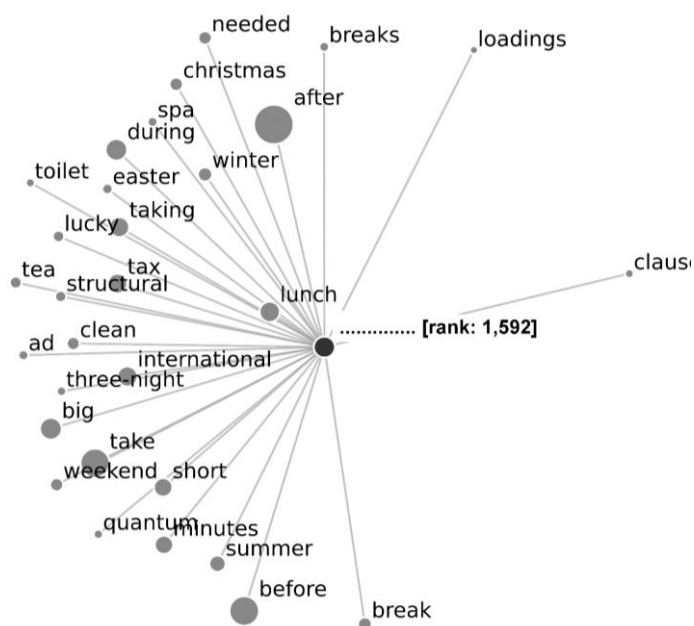 needed
breaks
loadings
christmas
after
spa
during
winter
toilet
easter
taking
lucky
tea
tax
structural
lunch
clause
.............. [rank: 1,592]
ad
clean
international
three-night
big
take
weekend
short
quantum
minutes
summer
before
break